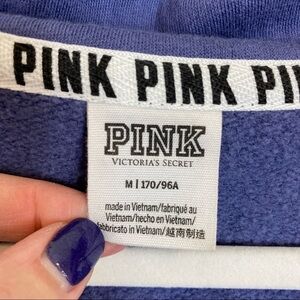 PINK PINK PI
PINK
VICTORIA'S SECRET
M | 170/96A
made in Vietnam/fabriqué au
Vietnam/hecho en Vietnam/
fabbricato in Vietnam/越南制造